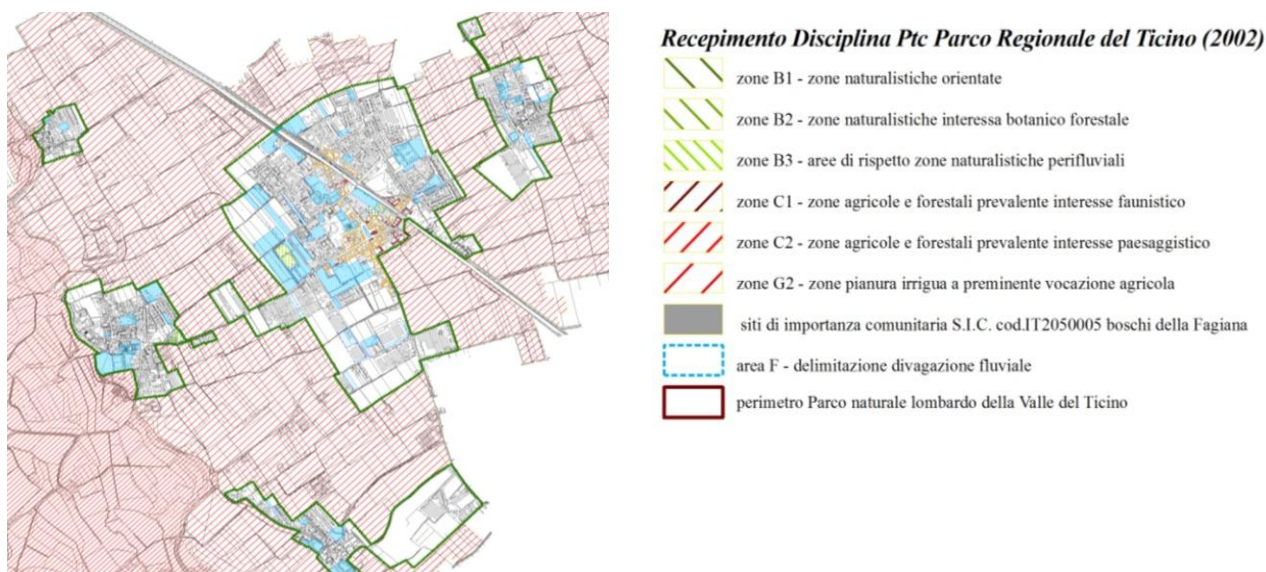 Recepimento Disciplina Ptc Parco Regionale del Ticino (2002)
zone B1 - zone naturalistiche orientate
zone B2 - zone naturalistiche interessa botanico forestale
zone B3 - aree di rispetto zone naturalistiche perifluviali
zone C1 - zone agricole e forestali prevalente interesse faunistico
zone C2 - zone agricole e forestali prevalente interesse paesaggistico
zone G2 - zone pianura irrigua a preminente vocazione agricola
siti di importanza comunitaria S.I.C. cod.IT2050005 boschi della Fagiana
area F - delimitazione divagazione fluviale
perimetro Parco naturale lombardo della Valle del Ticino